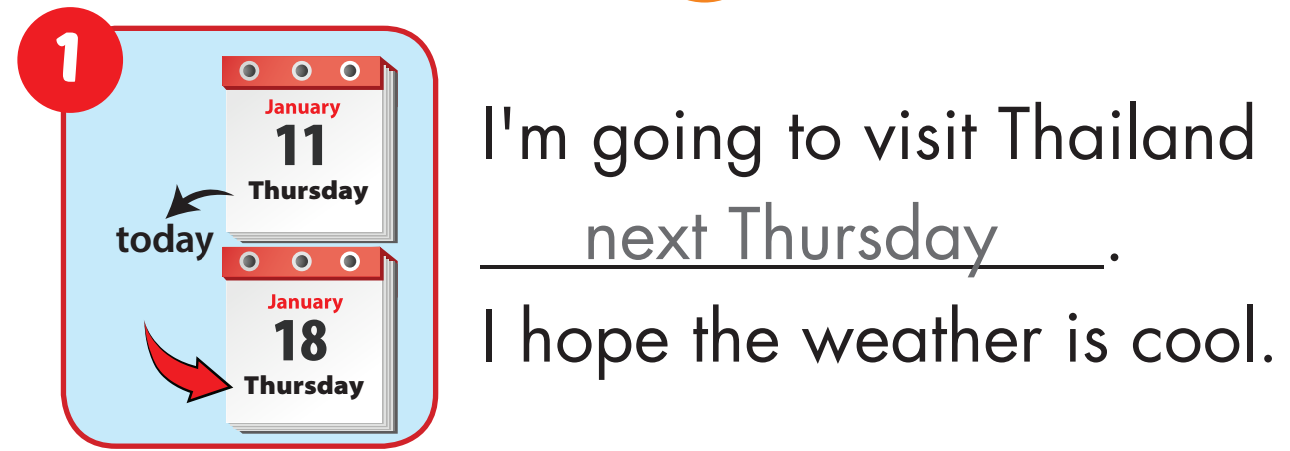 1
January
11
Thursday
today
January
18
Thursday
I'm going to visit Thailand
next Thursday.
I hope the weather is cool.